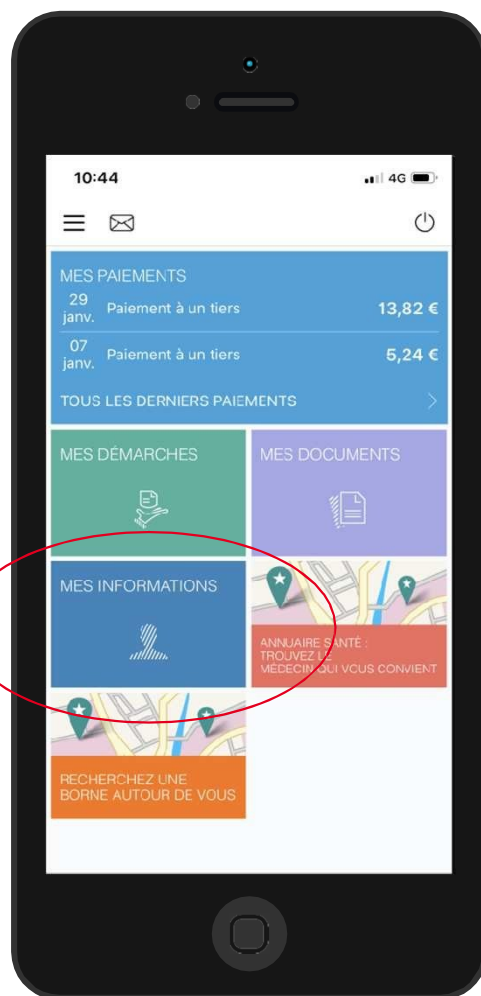 10:44
4G
MES PAIEMENTS
29 janv. Paiement à un tiers 13,82 €
07 janv. Paiement à un tiers 5,24 €
TOUS LES DERNIERS PAIEMENTS
MES DÉMARCHES
MES DOCUMENTS
MES INFORMATIONS
ANNUAIRE SANTÉ :
TROUVEZ LE
MÉDECIN QUI VOUS CONVIENT
RECHERCHEZ UNE
BORNE AUTOUR DE VOUS